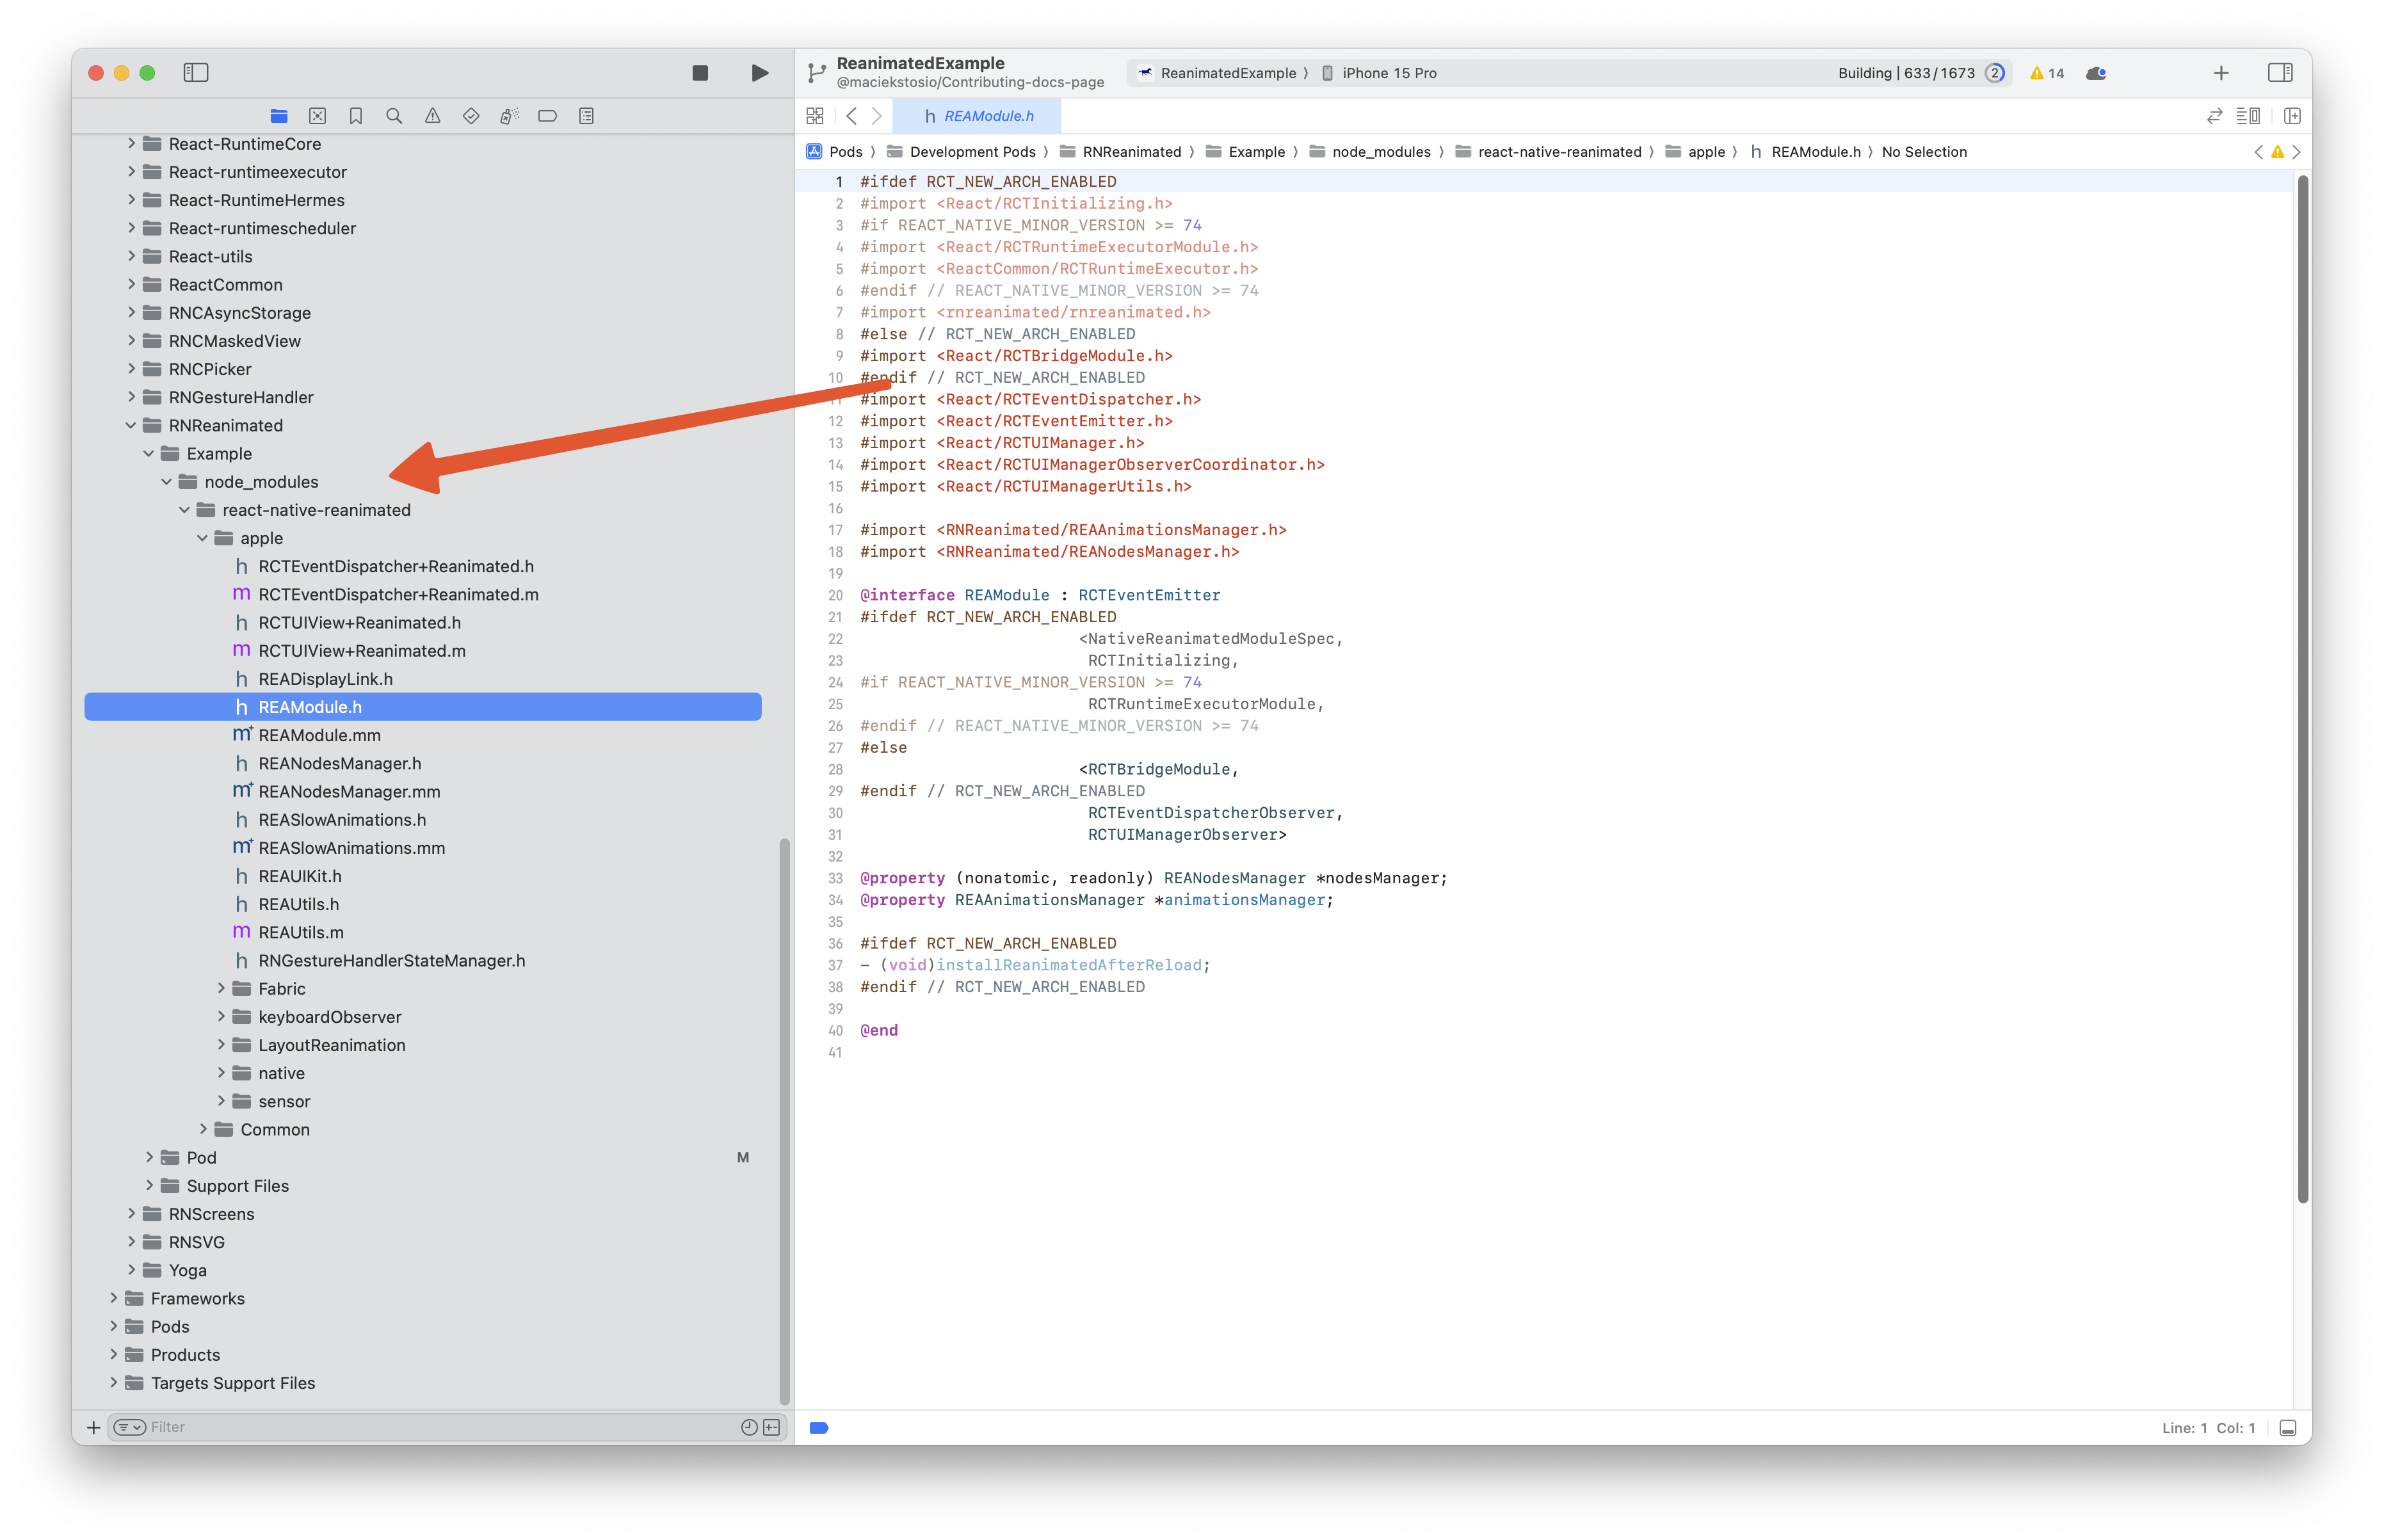 ReanimatedExample
@maciekstosio/Contributing-docs-page
ReanimatedExample ⟩ iPhone 15 Pro
Building | 633/1673 2
14
React-RuntimeCore
React-runtimeexecutor
React-RuntimeHermes
React-runtimescheduler
React-utils
ReactCommon
RNCAsyncStorage
RNCMaskedView
RNCPicker
RNGestureHandler
RNReanimated
Example
node_modules
react-native-reanimated
apple
h RCTEventDispatcher+Reanimated.h
m RCTEventDispatcher+Reanimated.m
h RCTUIView+Reanimated.h
m RCTUIView+Reanimated.m
h READisplayLink.h
h REAModule.h
m+ REAModule.mm
h REANodesManager.h
m+ REANodesManager.mm
h REASlowAnimations.h
m+ REASlowAnimations.mm
h REAUIKit.h
h REAUtils.h
m REAUtils.m
h RNGestureHandlerStateManager.h
Fabric
keyboardObserver
LayoutReanimation
native
sensor
Common
Pod M
Support Files
RNScreens
RNSVG
Yoga
Frameworks
Pods
Products
Targets Support Files
Filter
h REAModule.h
Pods ⟩ Development Pods ⟩ RNReanimated ⟩ Example ⟩ node_modules ⟩ react-native-reanimated ⟩ apple ⟩ h REAModule.h ⟩ No Selection
1 #ifdef RCT_NEW_ARCH_ENABLED
2 #import <React/RCTInitializing.h>
3 #if REACT_NATIVE_MINOR_VERSION >= 74
4 #import <React/RCTRuntimeExecutorModule.h>
5 #import <ReactCommon/RCTRuntimeExecutor.h>
6 #endif // REACT_NATIVE_MINOR_VERSION >= 74
7 #import <rnreanimated/rnreanimated.h>
8 #else // RCT_NEW_ARCH_ENABLED
9 #import <React/RCTBridgeModule.h>
10 #endif // RCT_NEW_ARCH_ENABLED
11 #import <React/RCTEventDispatcher.h>
12 #import <React/RCTEventEmitter.h>
13 #import <React/RCTUIManager.h>
14 #import <React/RCTUIManagerObserverCoordinator.h>
15 #import <React/RCTUIManagerUtils.h>
16
17 #import <RNReanimated/REAAnimationsManager.h>
18 #import <RNReanimated/REANodesManager.h>
19
20 @interface REAModule : RCTEventEmitter
21 #ifdef RCT_NEW_ARCH_ENABLED
22 <NativeReanimatedModuleSpec,
23 RCTInitializing,
24 #if REACT_NATIVE_MINOR_VERSION >= 74
25 RCTRuntimeExecutorModule,
26 #endif // REACT_NATIVE_MINOR_VERSION >= 74
27 #else
28 <RCTBridgeModule,
29 #endif // RCT_NEW_ARCH_ENABLED
30 RCTEventDispatcherObserver,
31 RCTUIManagerObserver>
32
33 @property (nonatomic, readonly) REANodesManager *nodesManager;
34 @property REAAnimationsManager *animationsManager;
35
36 #ifdef RCT_NEW_ARCH_ENABLED
37 - (void)installReanimatedAfterReload;
38 #endif // RCT_NEW_ARCH_ENABLED
39
40 @end
41
Line: 1 Col: 1